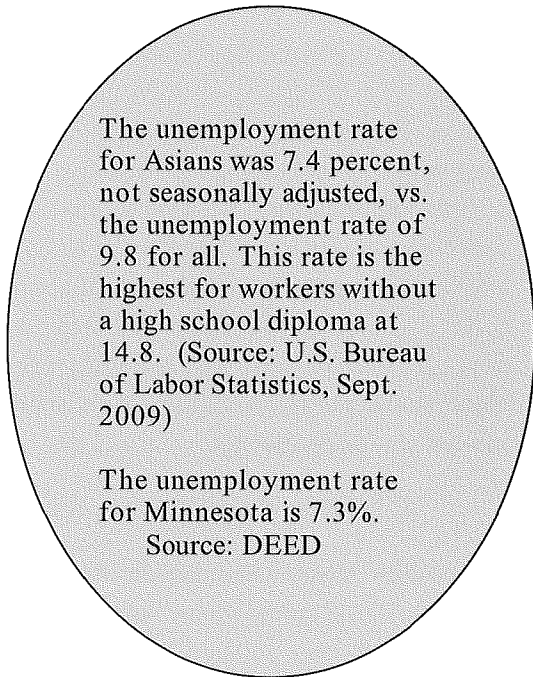 The unemployment rate
for Asians was 7.4 percent,
not seasonally adjusted, vs.
the unemployment rate of
9.8 for all. This rate is the
highest for workers without
a high school diploma at
14.8. (Source: U.S. Bureau
of Labor Statistics, Sept.
2009)
The unemployment rate
for Minnesota is 7.3%.
Source: DEED